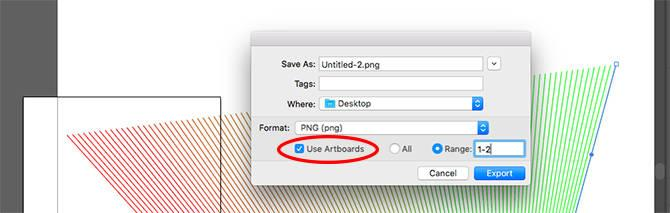 Save As: Untitled-2.png
Tags:
Where: Desktop
Format: PNG (png)
Use Artboards All Range: 1-2
Cancel Export